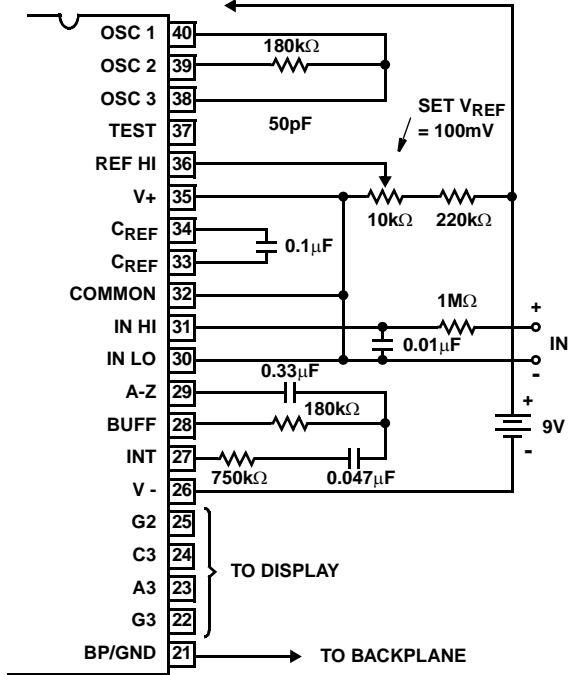 OSC 1 40
180kΩ
OSC 2 39
OSC 3 38
50pF
TEST 37
SET VREF
= 100mV
REF HI 36
V+ 35
10kΩ 220kΩ
CREF 34
0.1µF
CREF 33
COMMON 32
1MΩ
+
IN HI 31
0.01µF
IN
IN LO 30
-
0.33µF
A-Z 29
180kΩ
+
BUFF 28
9V
-
INT 27
750kΩ
0.047µF
V - 26
G2 25
C3 24
TO DISPLAY
A3 23
G3 22
BP/GND 21
TO BACKPLANE